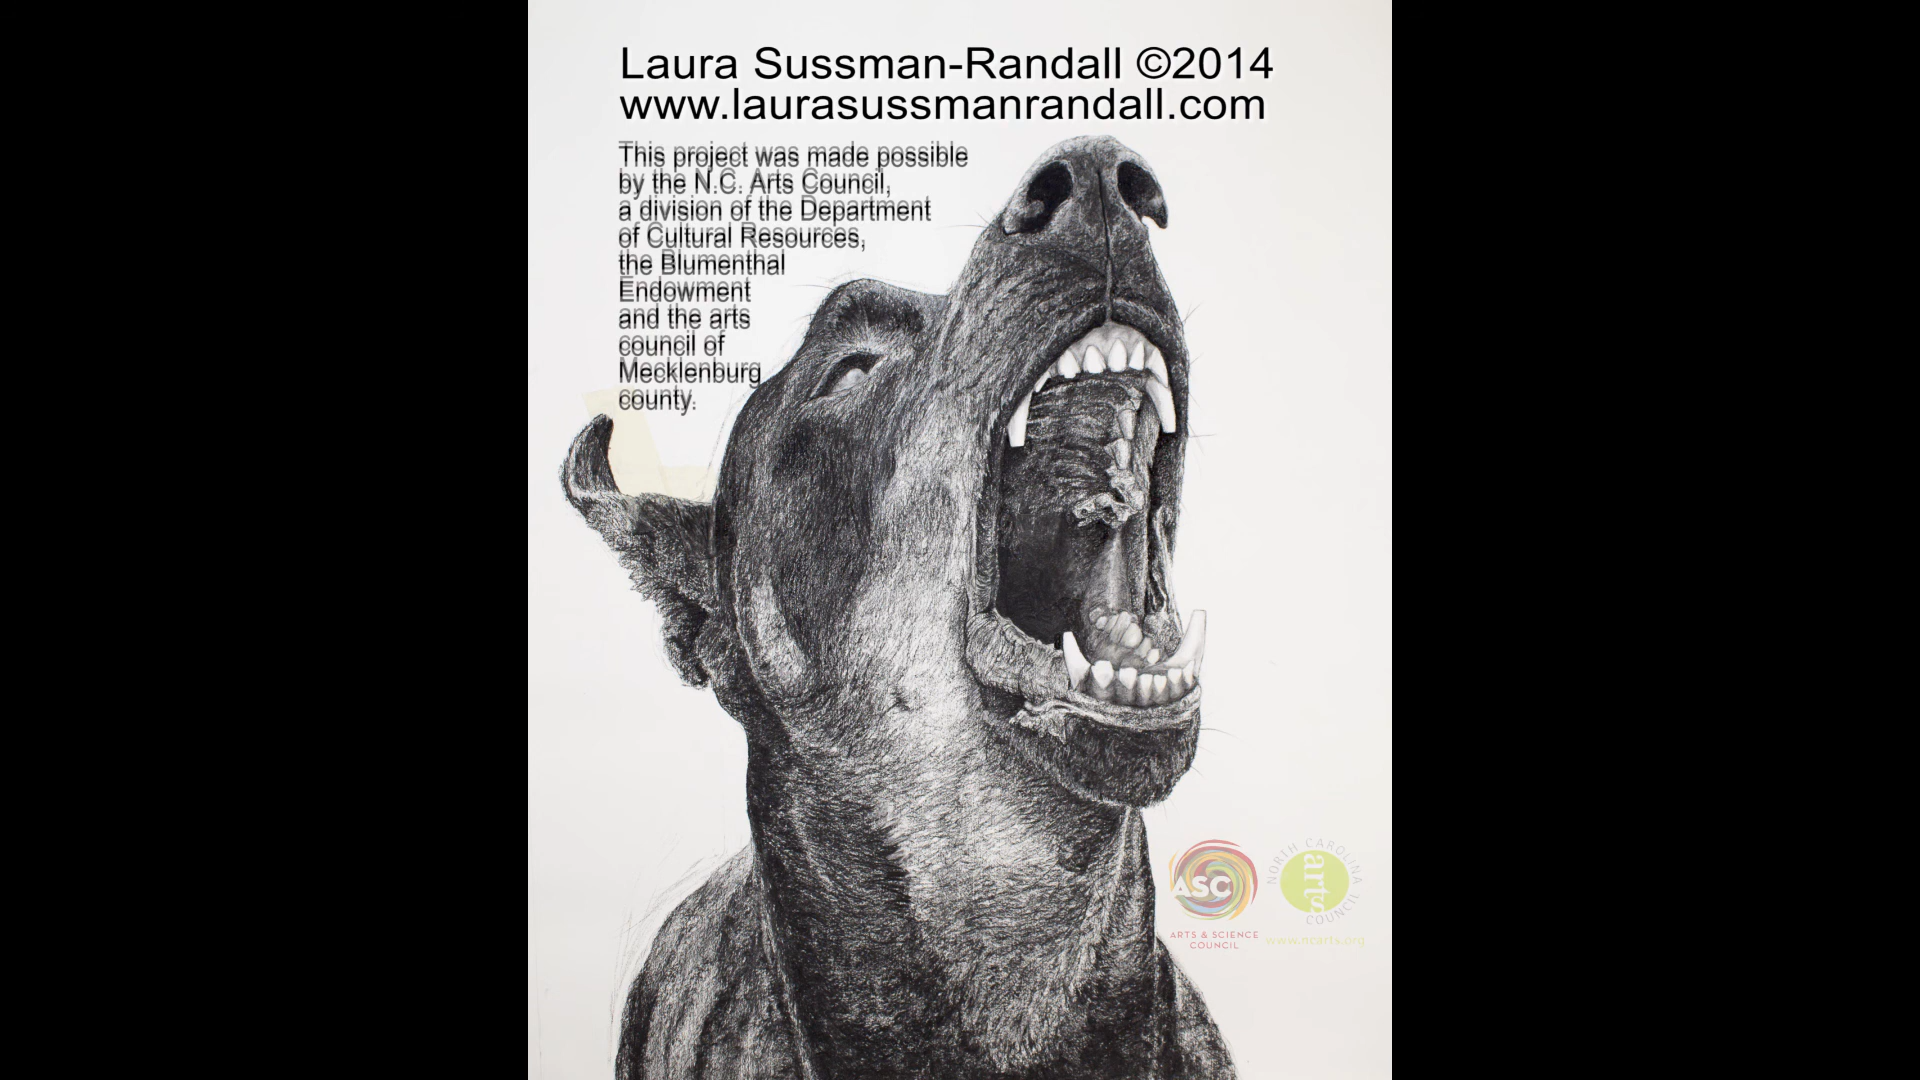 Laura Sussman-Randall ©2014
www.laurasussmanrandall.com
This project was made possible
by the N.C. Arts Council,
a division of the Department
of Cultural Resources,
the Blumenthal
Endowment
and the arts
council of
Mecklenburg
county.
ASC
ARTS & SCIENCE
COUNCIL
NORTH CAROLINA
arts
COUNCIL
www.ncarts.org